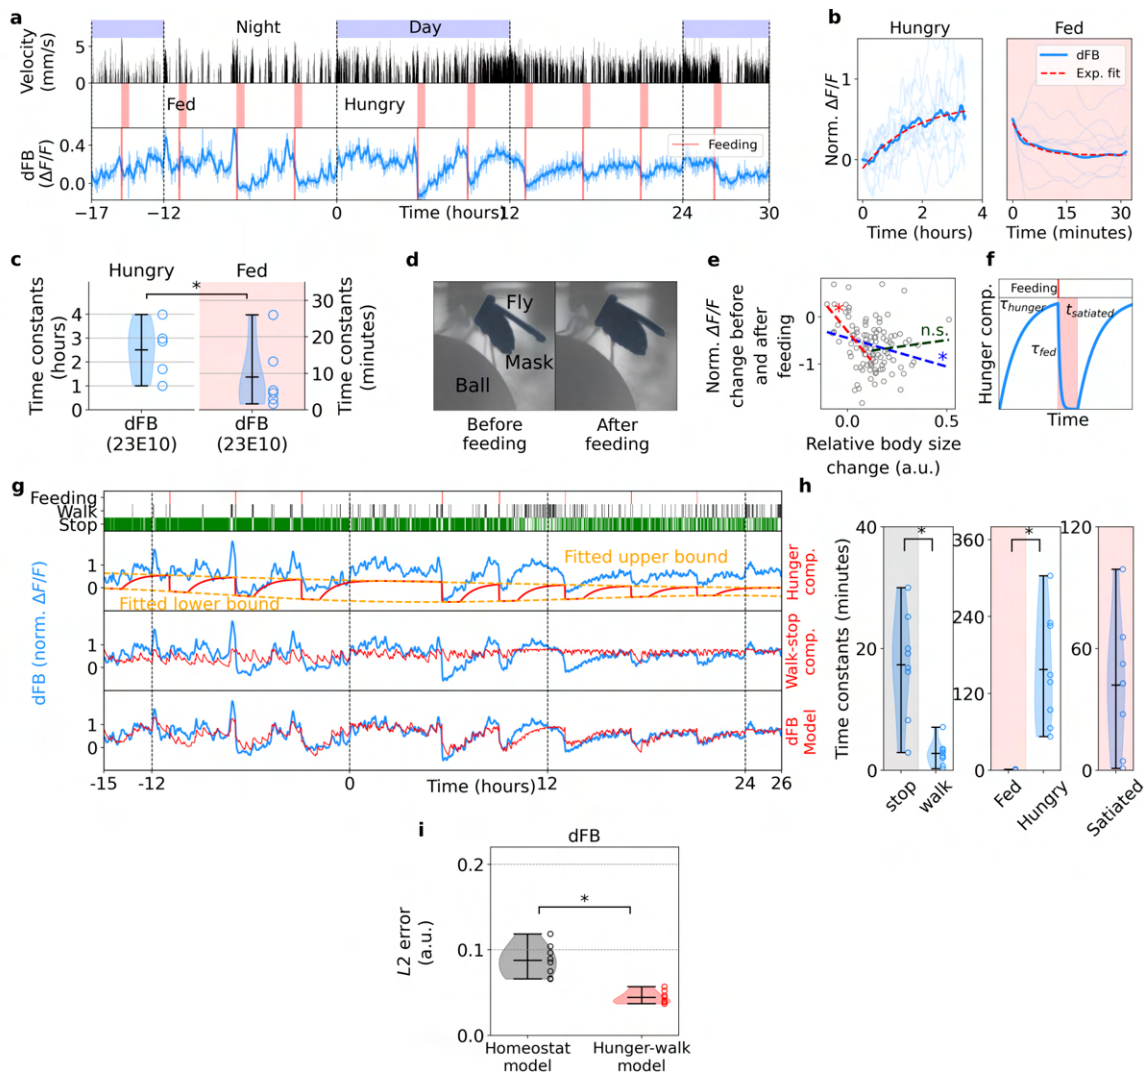 a
Night
Day
Velocity
(mm/s)
5
0
Fed
Hungry
dFB
(ΔF/F)
0.4
0.0
Feeding
−17
−12
0
12
24
30
Time (hours)
b
Hungry
Fed
Norm. ΔF/F
1
0
dFB
Exp. fit
0
2
4
0
15
30
Time (hours)
Time (minutes)
c
Hungry
Fed
*
Time constants
(hours)
4
3
2
1
0
30
20
10
0
Time constants
(minutes)
dFB
(23E10)
dFB
(23E10)
d
Fly
Mask
Ball
Before
feeding
After
feeding
e
Norm. ΔF/F
change before
and after
feeding
0
−1
*
n.s.
*
0.0
0.5
Relative body size
change (a.u.)
f
Feeding
Hunger comp.
τhunger
τfed
tsatiated
Time
g
Feeding
Walk
Stop
dFB (norm. ΔF/F)
1
0
Fitted upper bound
Fitted lower bound
Hunger
comp.
1
0
Walk-stop
comp.
1
0
dFB
Model
-15
-12
0
12
24
26
Time (hours)
h
Time constants (minutes)
40
20
0
*
stop
walk
360
240
120
0
*
Fed
Hungry
120
60
0
Satiated
i
dFB
L2 error
(a.u.)
0.2
0.1
0.0
*
Homeostat
model
Hunger-walk
model